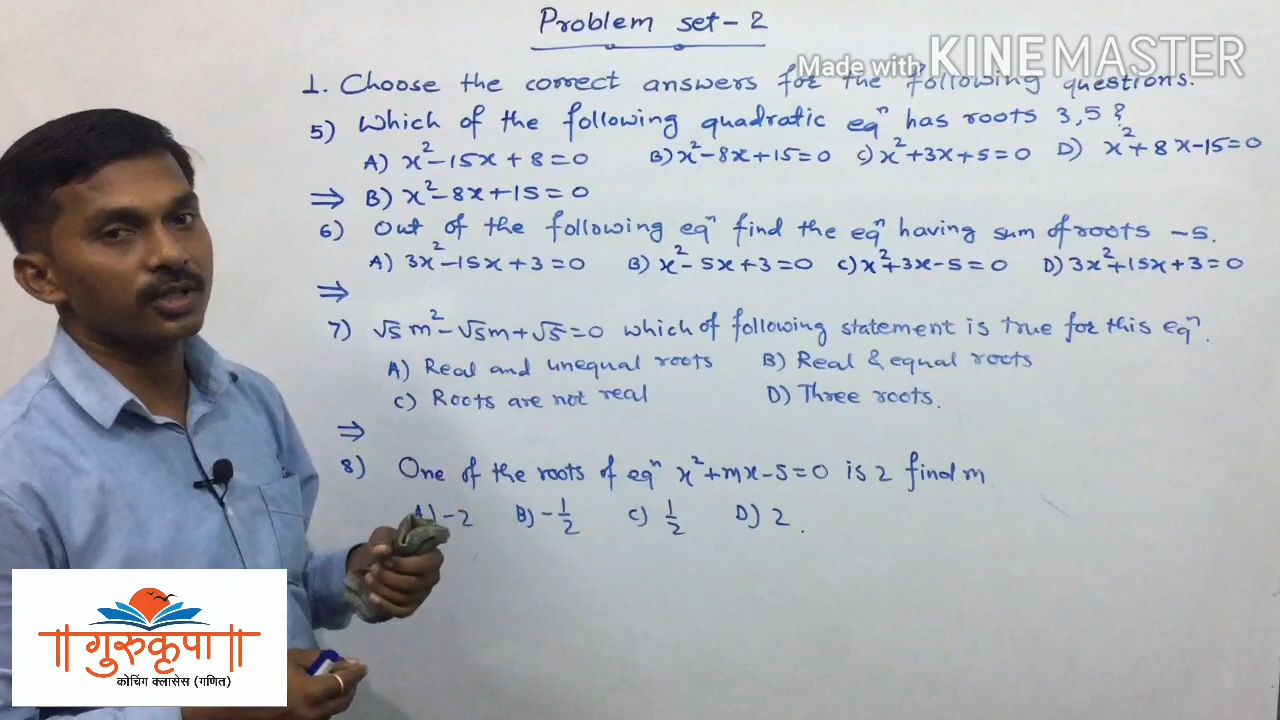 Problem set-2
Made with KINEMASTER
1. Choose the correct answers for the following questions.
5) Which of the following quadratic eqⁿ has roots 3,5?
A) x²-15x+8=0 B) x²-8x+15=0 C) x²+3x+5=0 D) x²+8x-15=0
⇒ B) x²-8x+15=0
6) Out of the following eqⁿ find the eqⁿ having sum of roots -5.
A) 3x²-15x+3=0 B) x²-5x+3=0 C) x²+3x-5=0 D) 3x²+15x+3=0
⇒
7) √5m²-√5m+√5=0 which of following statement is true for this eqⁿ.
A) Real and unequal roots B) Real & equal roots
C) Roots are not real D) Three roots.
⇒
8) One of the roots of eqⁿ x²+mx-5=0 is 2 find m
A) -2 B) -1/2 C) 1/2 D) 2.
॥ गुरुकृपा ॥
कोचिंग क्लासेस (गणित)